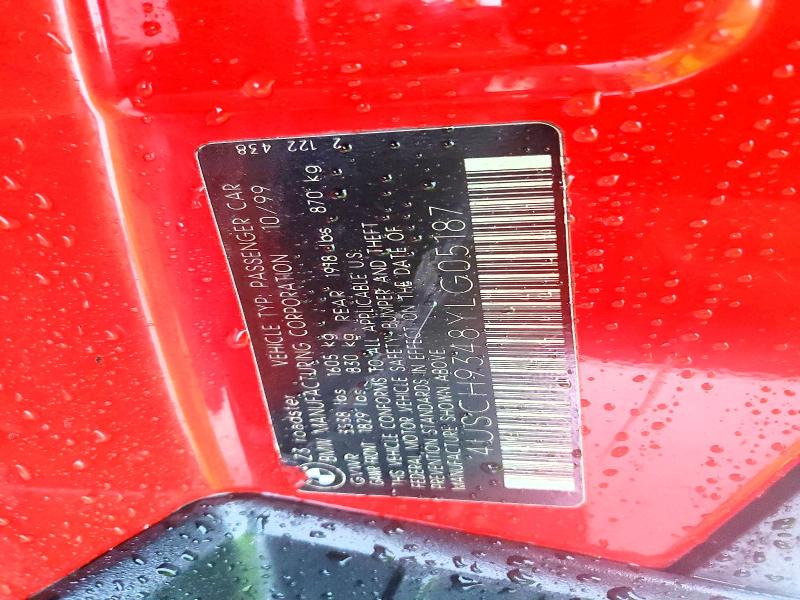 Z3 roadster VEHICLE TYP: PASSENGER CAR
BMW MANUFACTURING CORPORATION 10/99
GVWR 3538 lbs 1605 kg
GAWR FRONT 1879 lbs 830 kg REAR 1918 lbs 870 kg
THIS VEHICLE CONFORMS TO ALL APPLICABLE U.S.
FEDERAL MOTOR VEHICLE SAFETY, BUMPER AND THEFT
PREVENTION STANDARDS IN EFFECT ON THE DATE OF
MANUFACTURE SHOWN ABOVE.
4USCH9348YLG05187
2 122 438